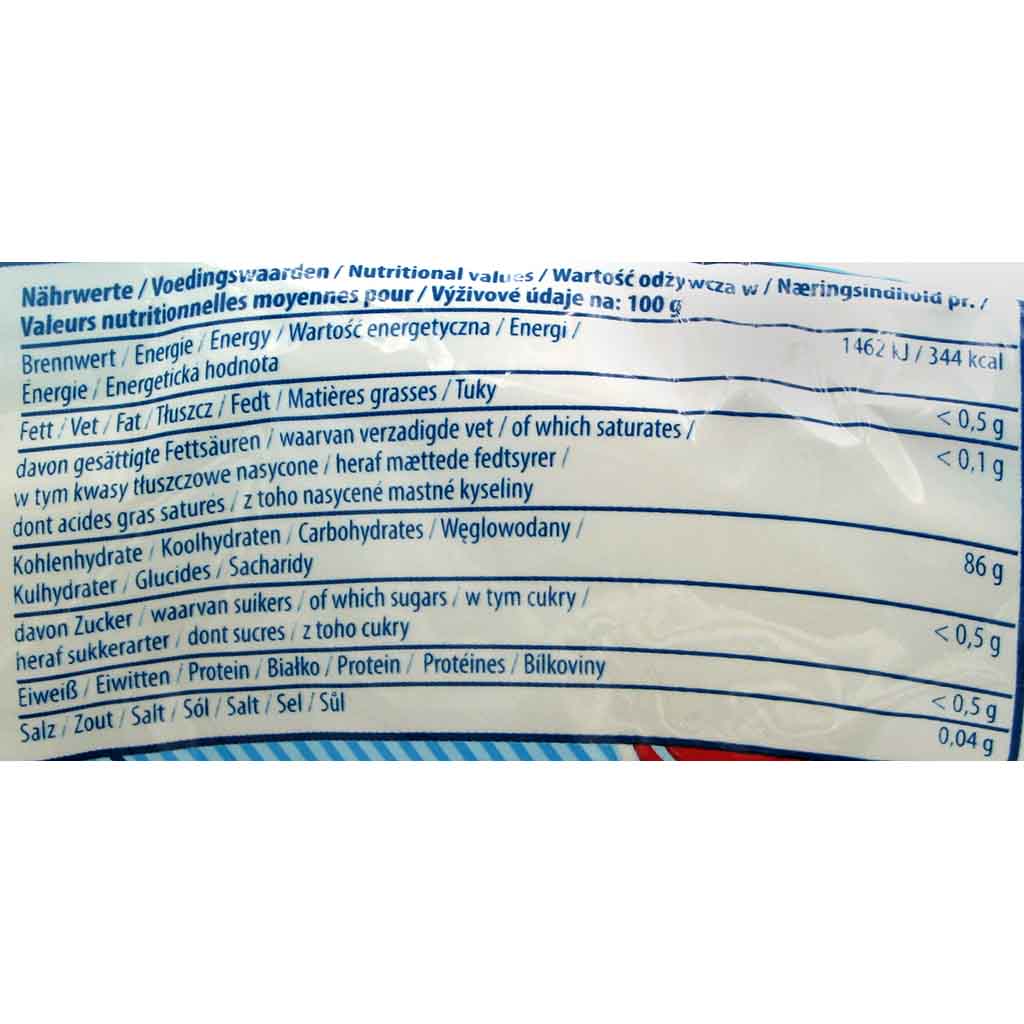 Nährwerte / Voedingswaarden / Nutritional values / Wartość odżywcza w / Næringsindhold pr. /
Valeurs nutritionnelles moyennes pour / Výživové údaje na: 100 g
Brennwert / Energie / Energy / Wartość energetyczna / Energi / 1462 kJ / 344 kcal
Énergie / Energetická hodnota
Fett / Vet / Fat / Tłuszcz / Fedt / Matières grasses / Tuky < 0,5 g
davon gesättigte Fettsäuren / waarvan verzadigde vet / of which saturates / < 0,1 g
w tym kwasy tłuszczowe nasycone / heraf mættede fedtsyrer /
dont acides gras saturés / z toho nasycené mastné kyseliny
Kohlenhydrate / Koolhydraten / Carbohydrates / Węglowodany / 86 g
Kulhydrater / Glucides / Sacharidy
davon Zucker / waarvan suikers / of which sugars / w tym cukry / < 0,5 g
heraf sukkerarter / dont sucres / z toho cukry
Eiweiß / Eiwitten / Protein / Białko / Protein / Protéines / Bílkoviny < 0,5 g
Salz / Zout / Salt / Sól / Salt / Sel / Sůl 0,04 g